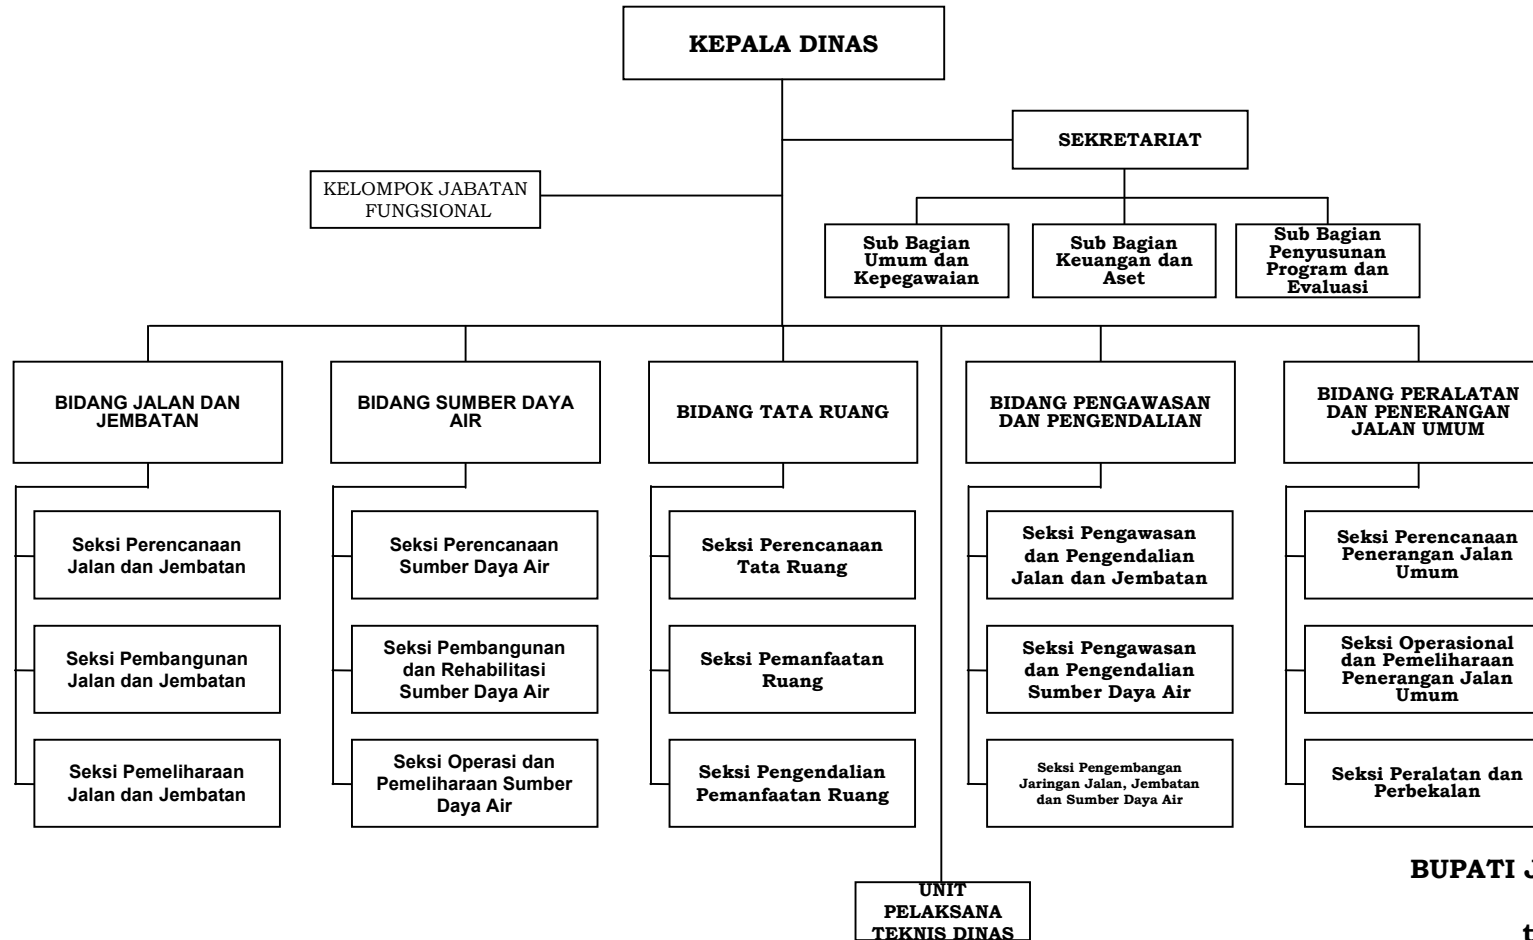 KEPALA DINAS
SEKRETARIAT
KELOMPOK JABATAN
FUNGSIONAL
Sub Bagian
Umum dan
Kepegawaian
Sub Bagian
Keuangan dan
Aset
Sub Bagian
Penyusunan
Program dan
Evaluasi
BIDANG JALAN DAN
JEMBATAN
BIDANG SUMBER DAYA
AIR
BIDANG TATA RUANG
BIDANG PENGAWASAN
DAN PENGENDALIAN
BIDANG PERALATAN
DAN PENERANGAN
JALAN UMUM
Seksi Perencanaan
Jalan dan Jembatan
Seksi Perencanaan
Sumber Daya Air
Seksi Perencanaan
Tata Ruang
Seksi Pengawasan
dan Pengendalian
Jalan dan Jembatan
Seksi Perencanaan
Penerangan Jalan
Umum
Seksi Pembangunan
Jalan dan Jembatan
Seksi Pembangunan
dan Rehabilitasi
Sumber Daya Air
Seksi Pemanfaatan
Ruang
Seksi Pengawasan
dan Pengendalian
Sumber Daya Air
Seksi Operasional
dan Pemeliharaan
Penerangan Jalan
Umum
Seksi Pemeliharaan
Jalan dan Jembatan
Seksi Operasi dan
Pemeliharaan Sumber
Daya Air
Seksi Pengendalian
Pemanfaatan Ruang
Seksi Pengembangan
Jaringan Jalan, Jembatan
dan Sumber Daya Air
Seksi Peralatan dan
Perbekalan
BUPATI
UNIT
PELAKSANA
TEKNIS DINAS